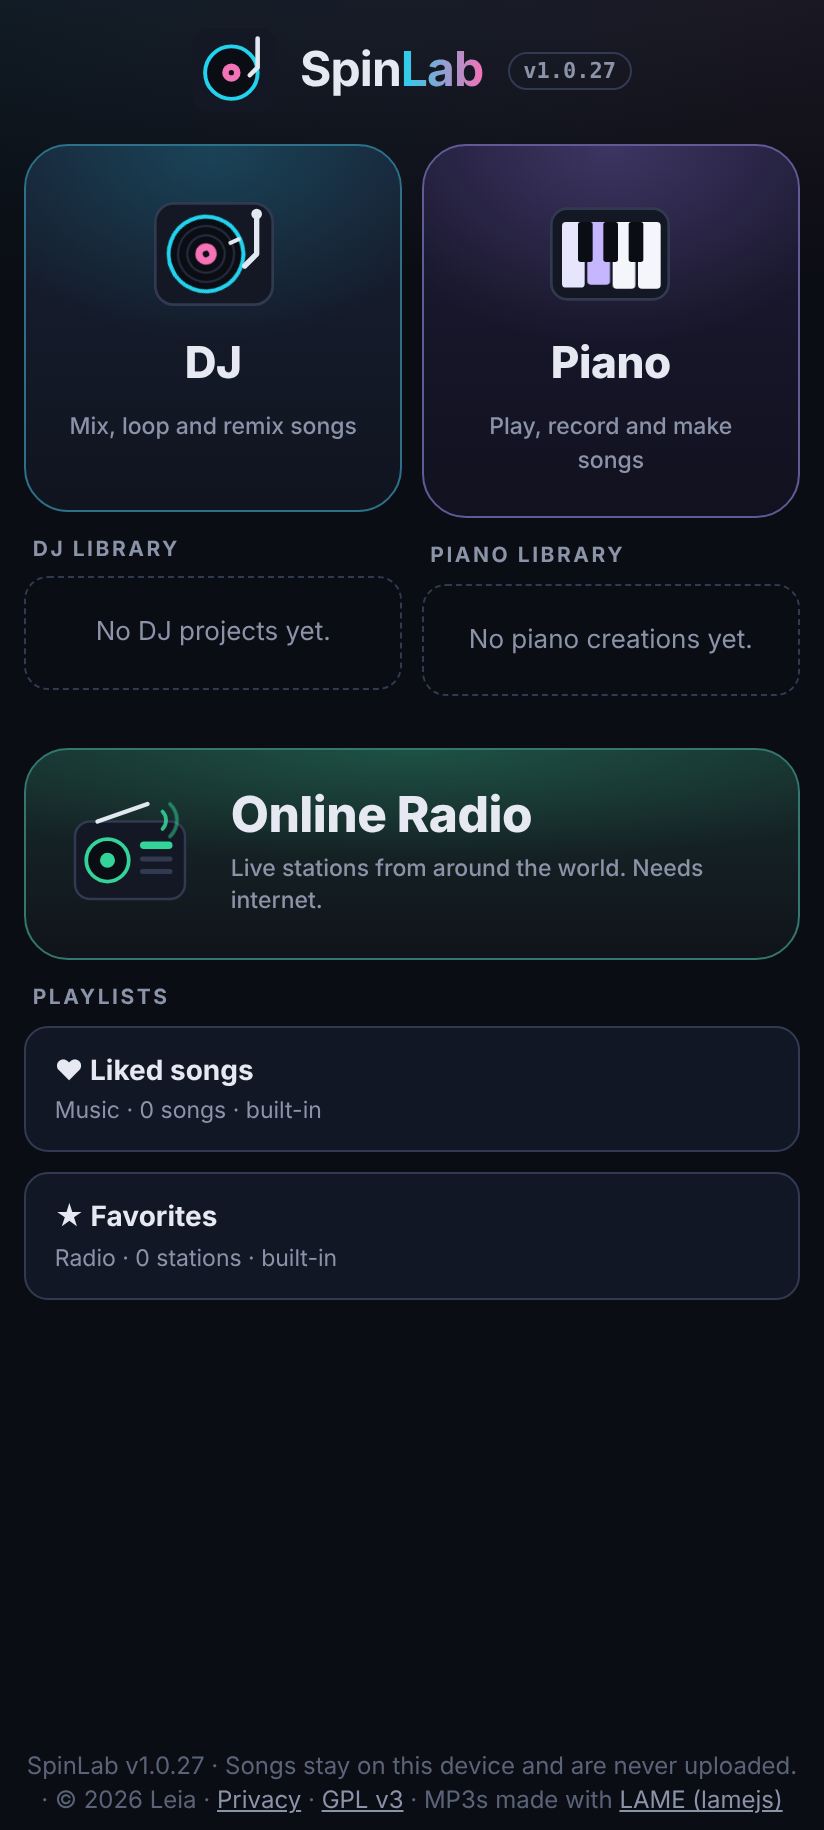 SpinLab v1.0.27
DJ
Mix, loop and remix songs
Piano
Play, record and make
songs
DJ LIBRARY
No DJ projects yet.
PIANO LIBRARY
No piano creations yet.
Online Radio
Live stations from around the world. Needs
internet.
PLAYLISTS
♥ Liked songs
Music · 0 songs · built-in
★ Favorites
Radio · 0 stations · built-in
SpinLab v1.0.27 · Songs stay on this device and are never uploaded.
· © 2026 Leia · Privacy · GPL v3 · MP3s made with LAME (lamejs)